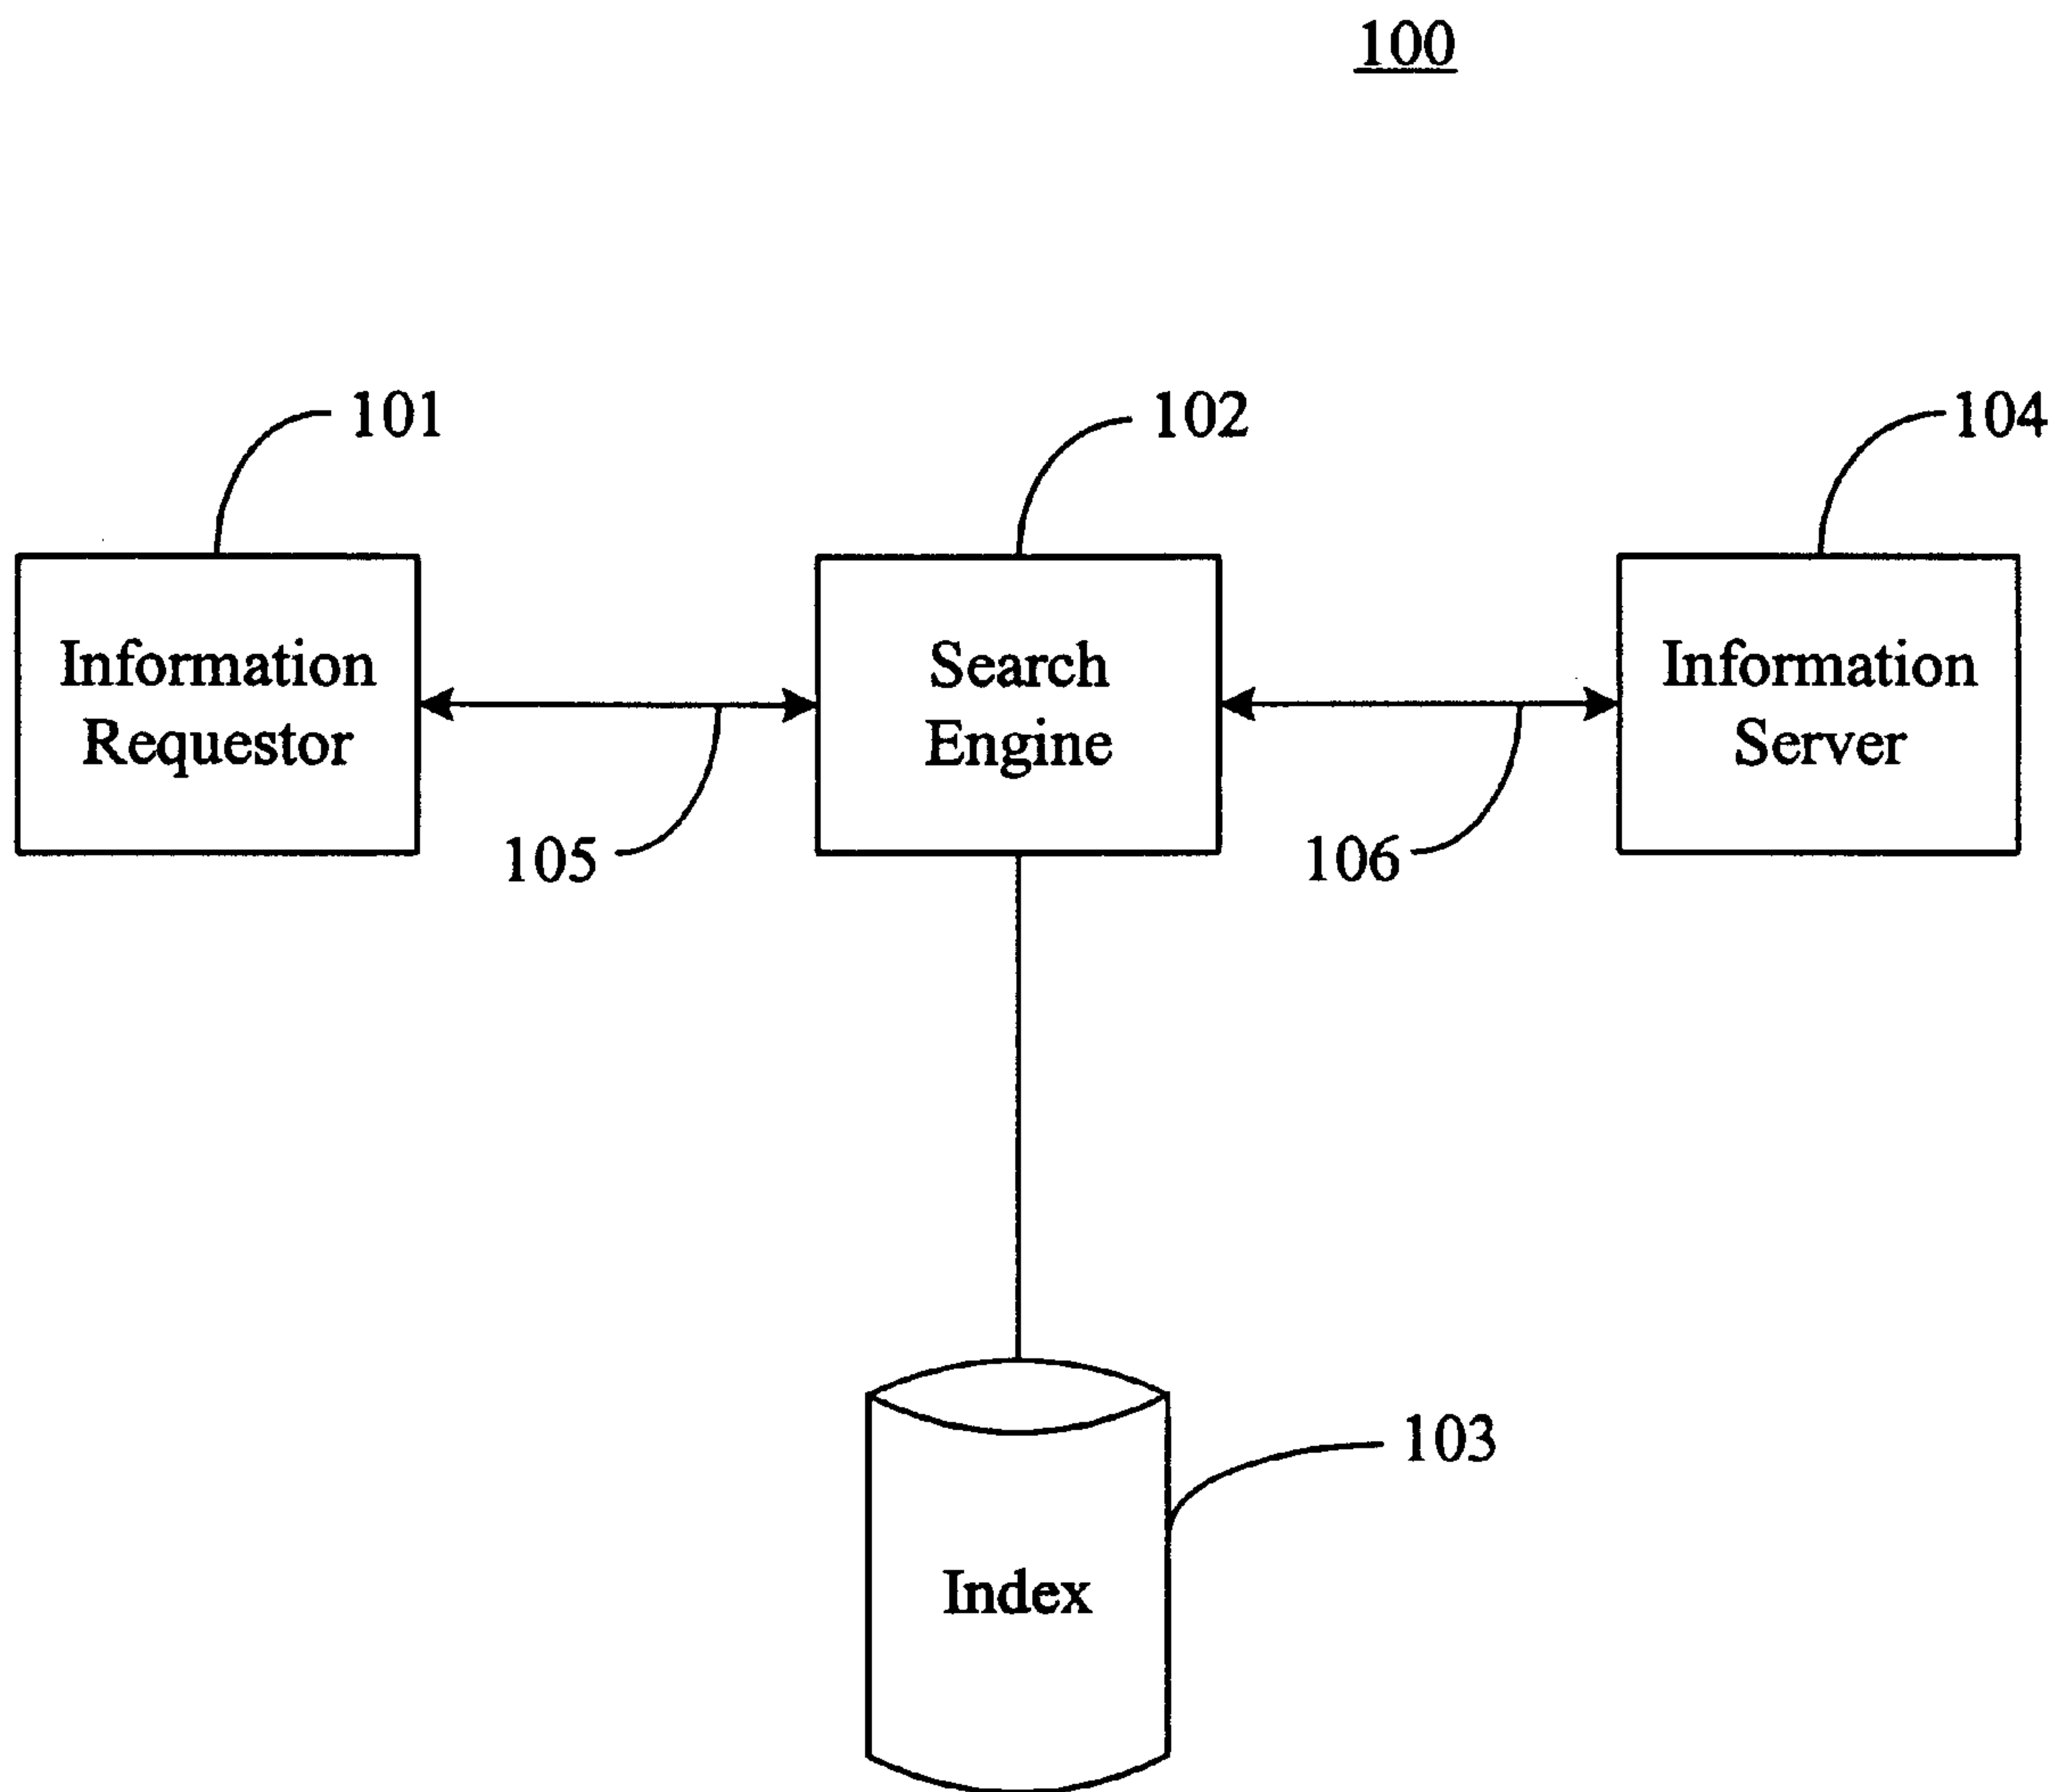 100
101
102
104
Information
Requestor
Search
Engine
Information
Server
105
106
103
Index